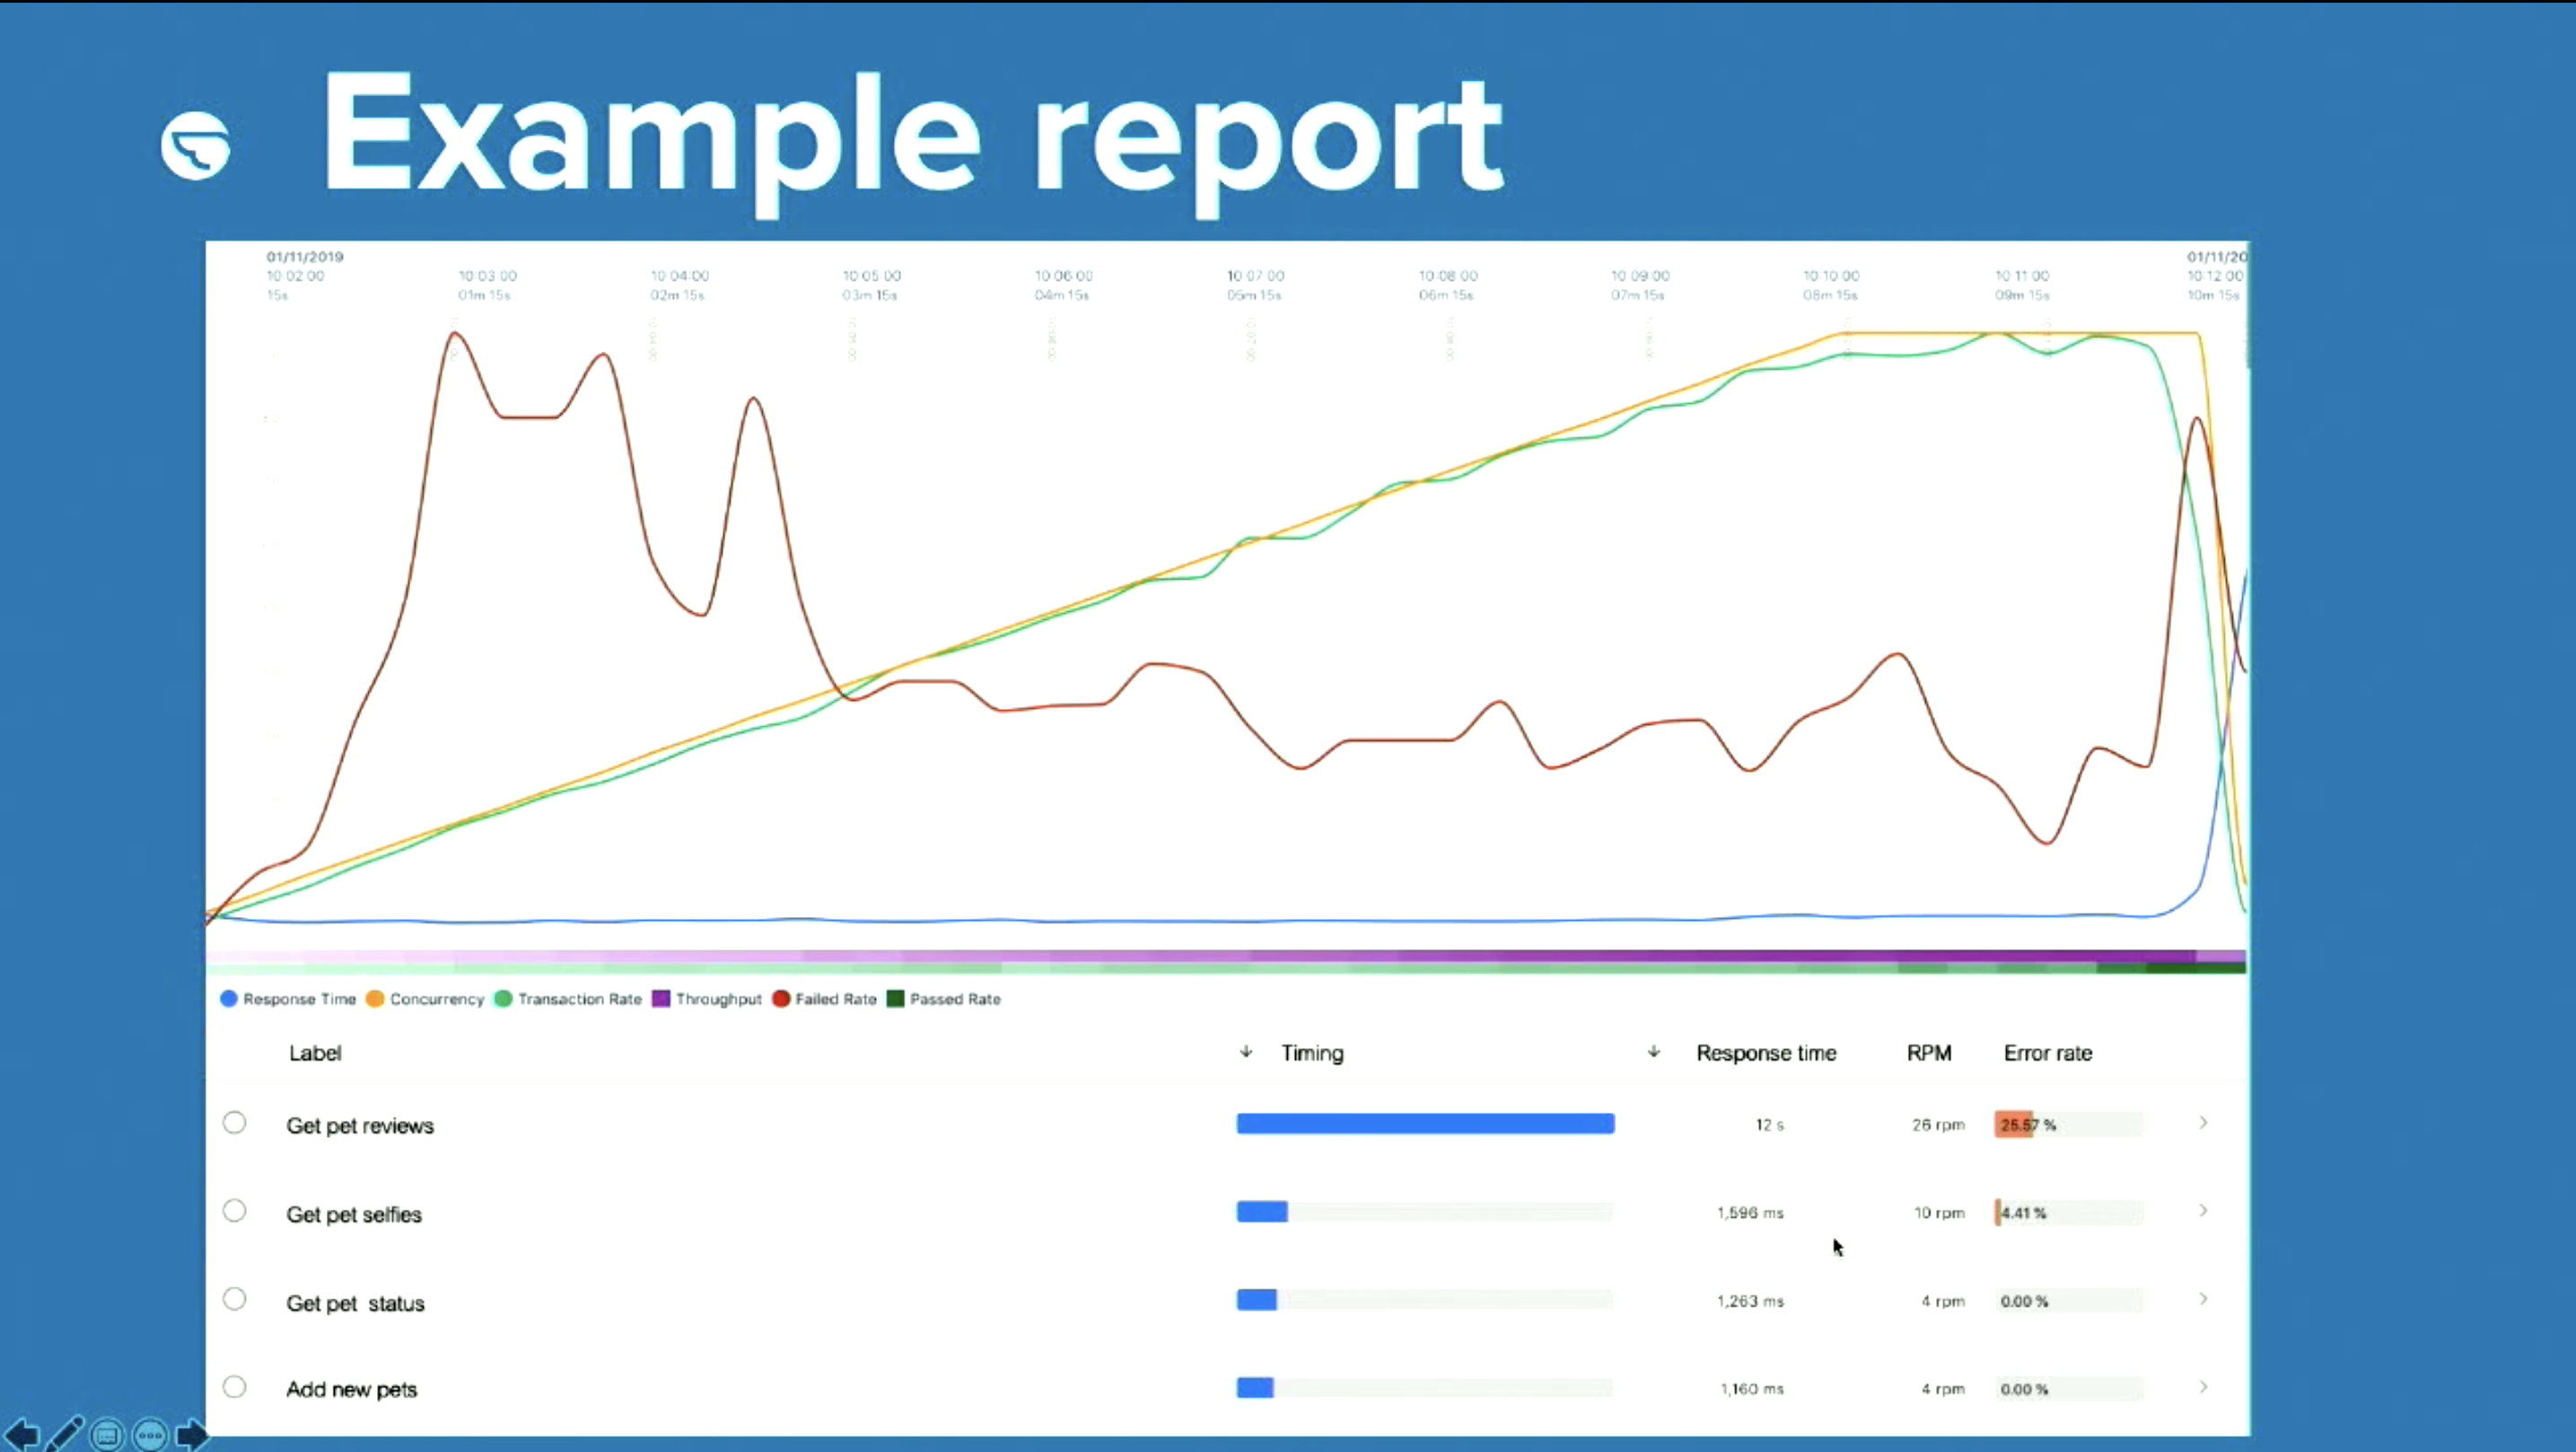 Example report
01/11/2019 01/11/20
10:02:00 10:03:00 10:04:00 10:05:00 10:06:00 10:07:00 10:08:00 10:09:00 10:10:00 10:11:00 10:12:00
15s 01m 15s 02m 15s 03m 15s 04m 15s 05m 15s 06m 15s 07m 15s 08m 15s 09m 15s 10m 15s
Response Time Concurrency Transaction Rate Throughput Failed Rate Passed Rate
Label Timing Response time RPM Error rate
Get pet reviews 12 s 26 rpm 25.57 %
Get pet selfies 1,596 ms 10 rpm 4.41 %
Get pet status 1,263 ms 4 rpm 0.00 %
Add new pets 1,160 ms 4 rpm 0.00 %